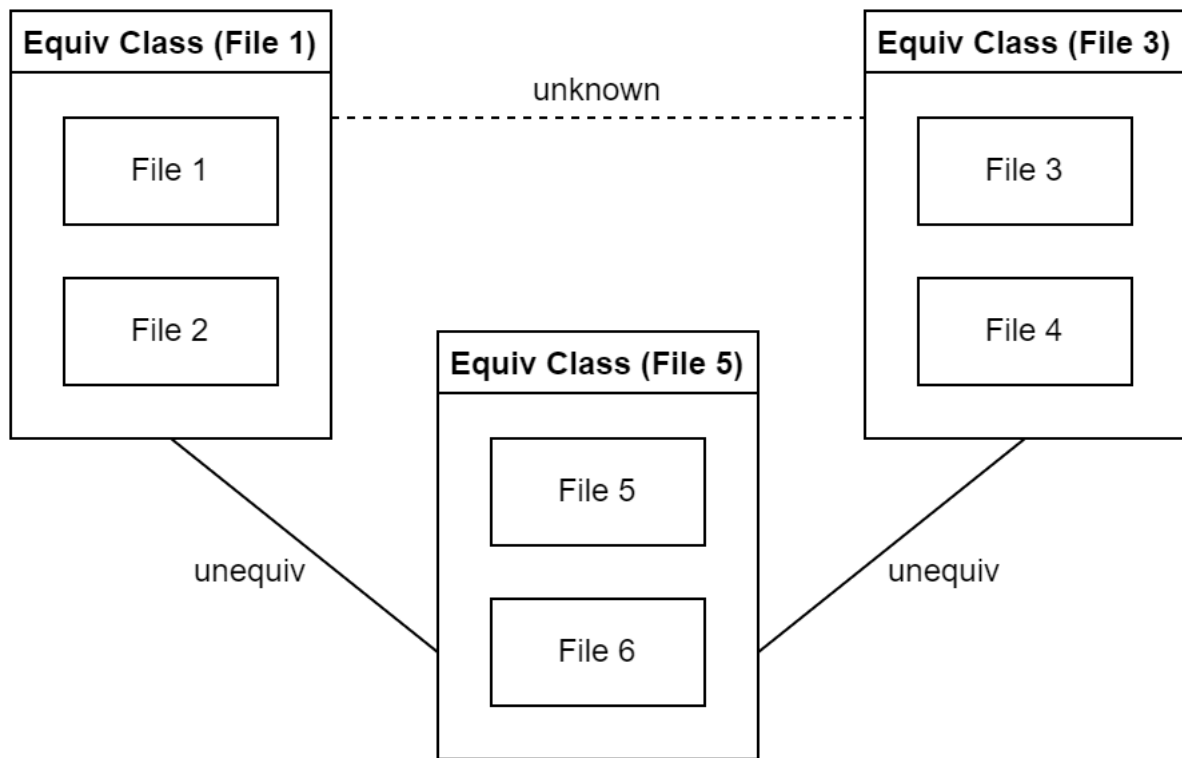 Equiv Class (File 1)
Equiv Class (File 3)
unknown
File 1
File 3
File 2
File 4
Equiv Class (File 5)
File 5
unequiv
unequiv
File 6